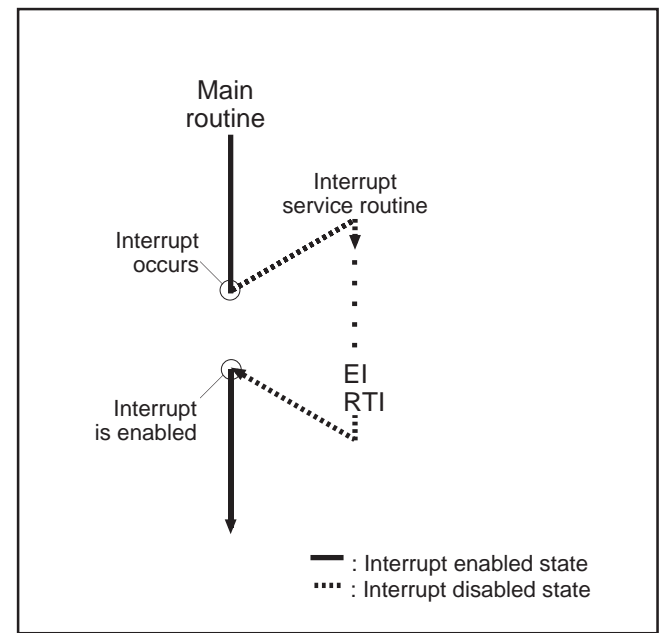 Main
routine
Interrupt
service routine
Interrupt
occurs
EI
RTI
Interrupt
is enabled
: Interrupt enabled state
: Interrupt disabled state